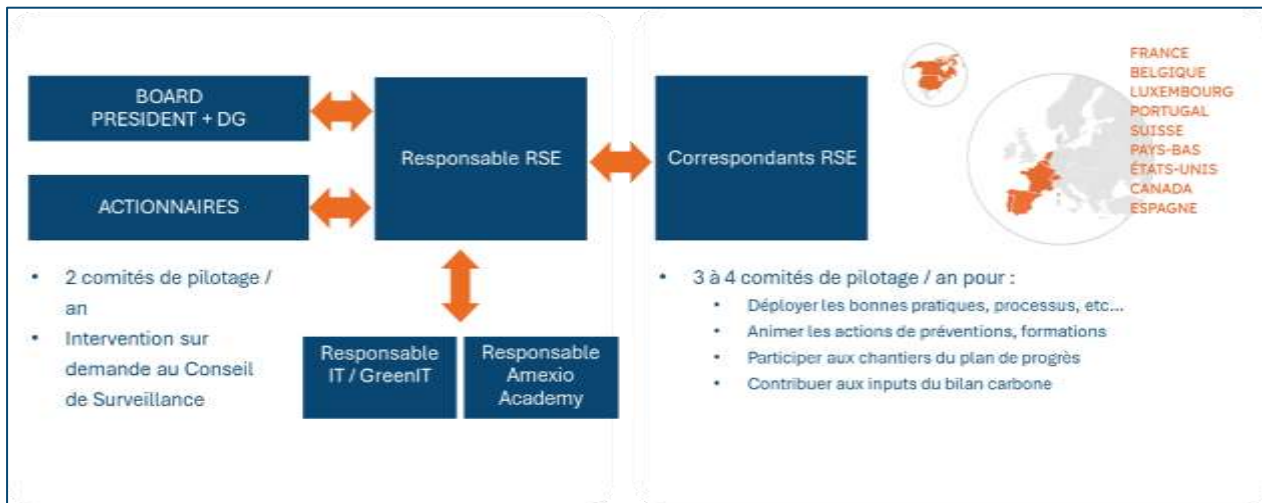 BOARD
PRESIDENT + DG
ACTIONNAIRES
Responsable RSE
Correspondants RSE
FRANCE
BELGIQUE
LUXEMBOURG
PORTUGAL
SUISSE
PAYS-BAS
ÉTATS-UNIS
CANADA
ESPAGNE
• 2 comités de pilotage /
an
• Intervention sur
demande au Conseil
de Surveillance
Responsable
IT / GreenIT
Responsable
Amexio
Academy
• 3 à 4 comités de pilotage / an pour :
• Déployer les bonnes pratiques, processus, etc...
• Animer les actions de préventions, formations
• Participer aux chantiers du plan de progrès
• Contribuer aux inputs du bilan carbone